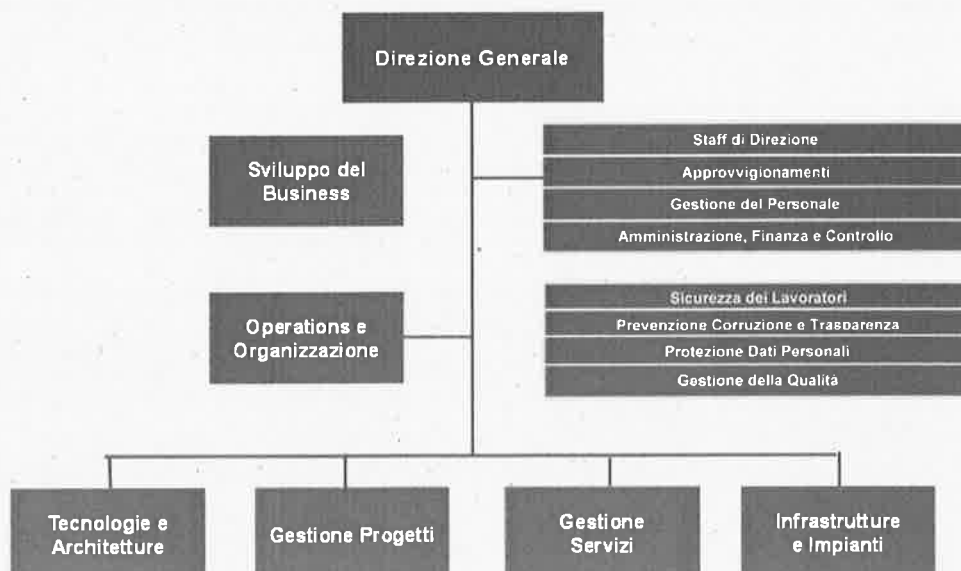 Direzione Generale
Sviluppo del
Business
Staff di Direzione
Approvvigionamenti
Gestione del Personale
Amministrazione, Finanza e Controllo
Operations e
Organizzazione
Sicurezza dei Lavoratori
Prevenzione Corruzione e Trasparenza
Protezione Dati Personali
Gestione della Qualità
Tecnologie e
Architetture
Gestione Progetti
Gestione
Servizi
Infrastrutture
e Impianti